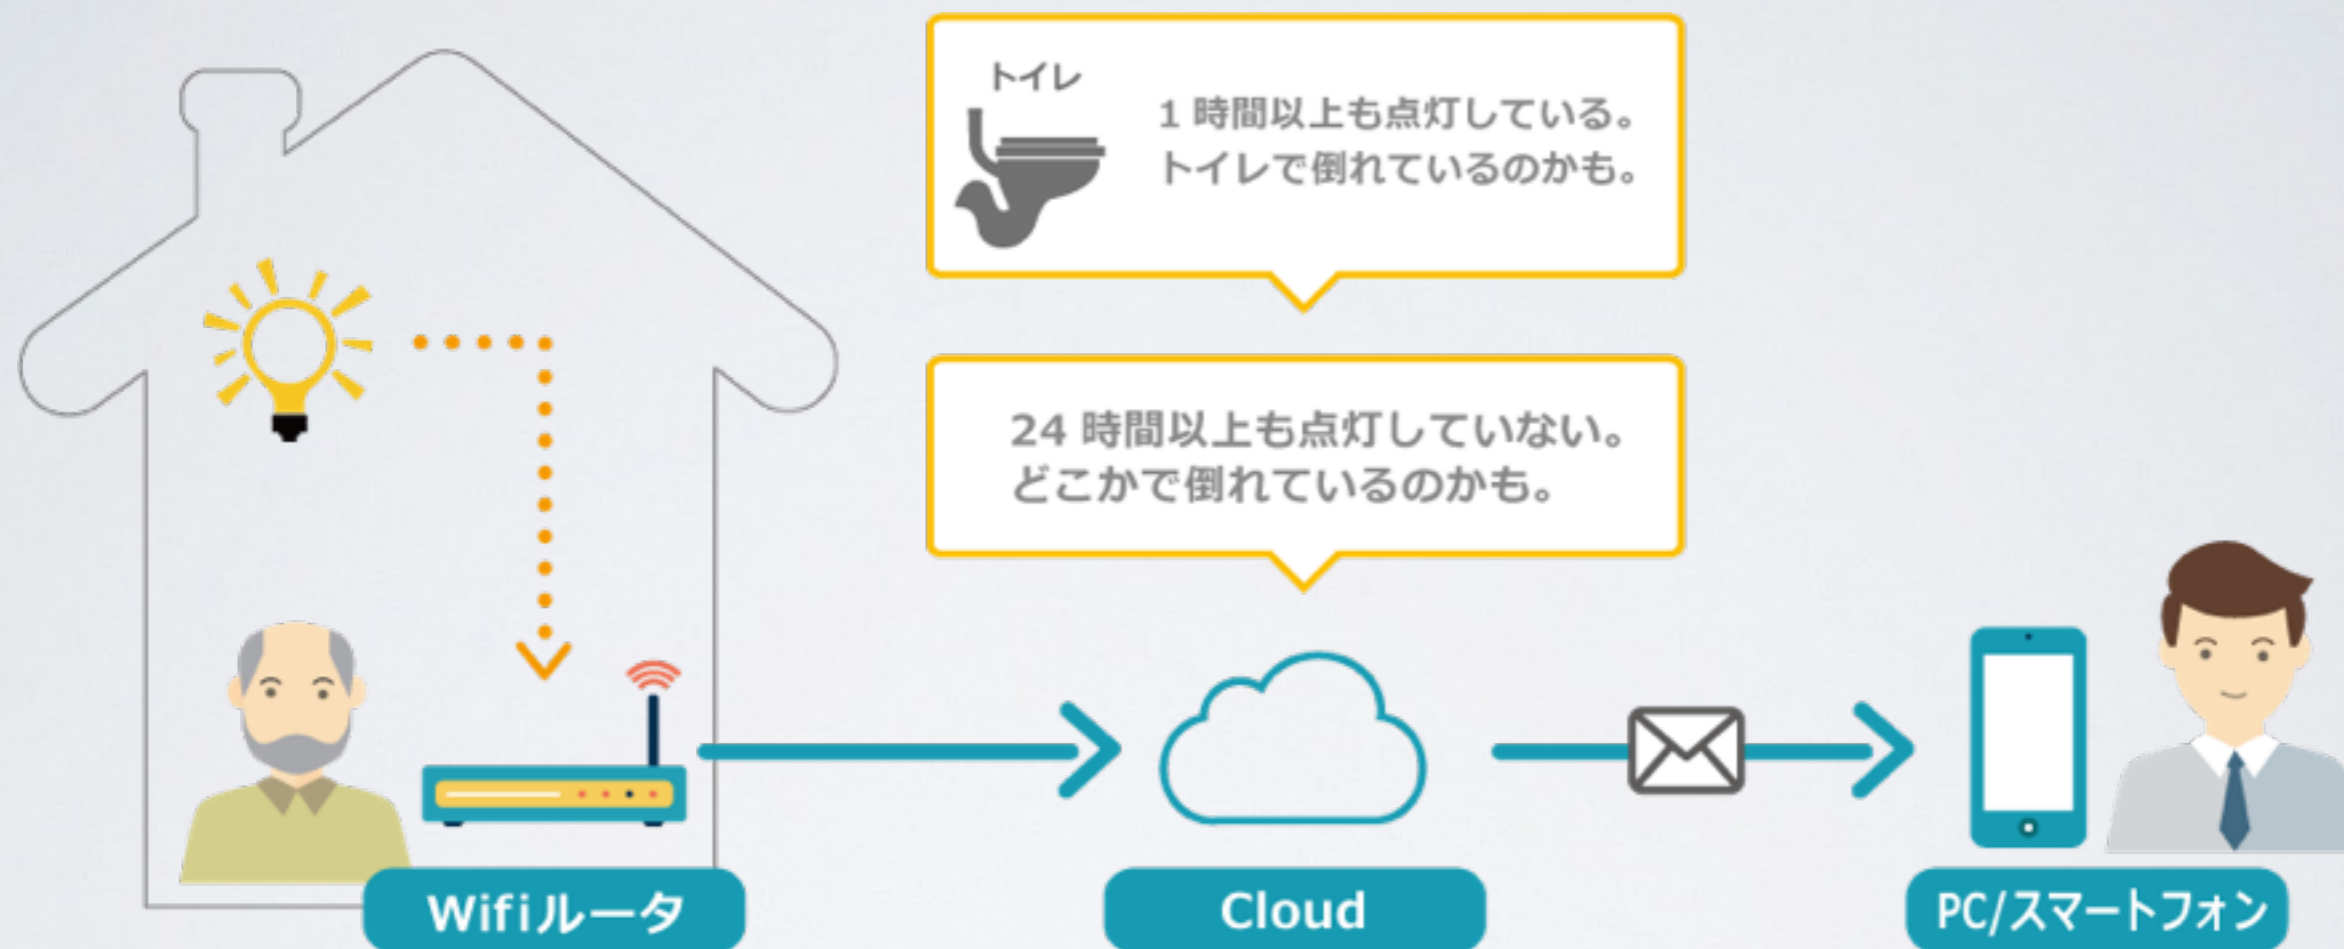 トイレ
1 時間以上も点灯している。
トイレで倒れているのかも。
24 時間以上も点灯していない。
どこかで倒れているのかも。
Wifiルータ
Cloud
PC/スマートフォン